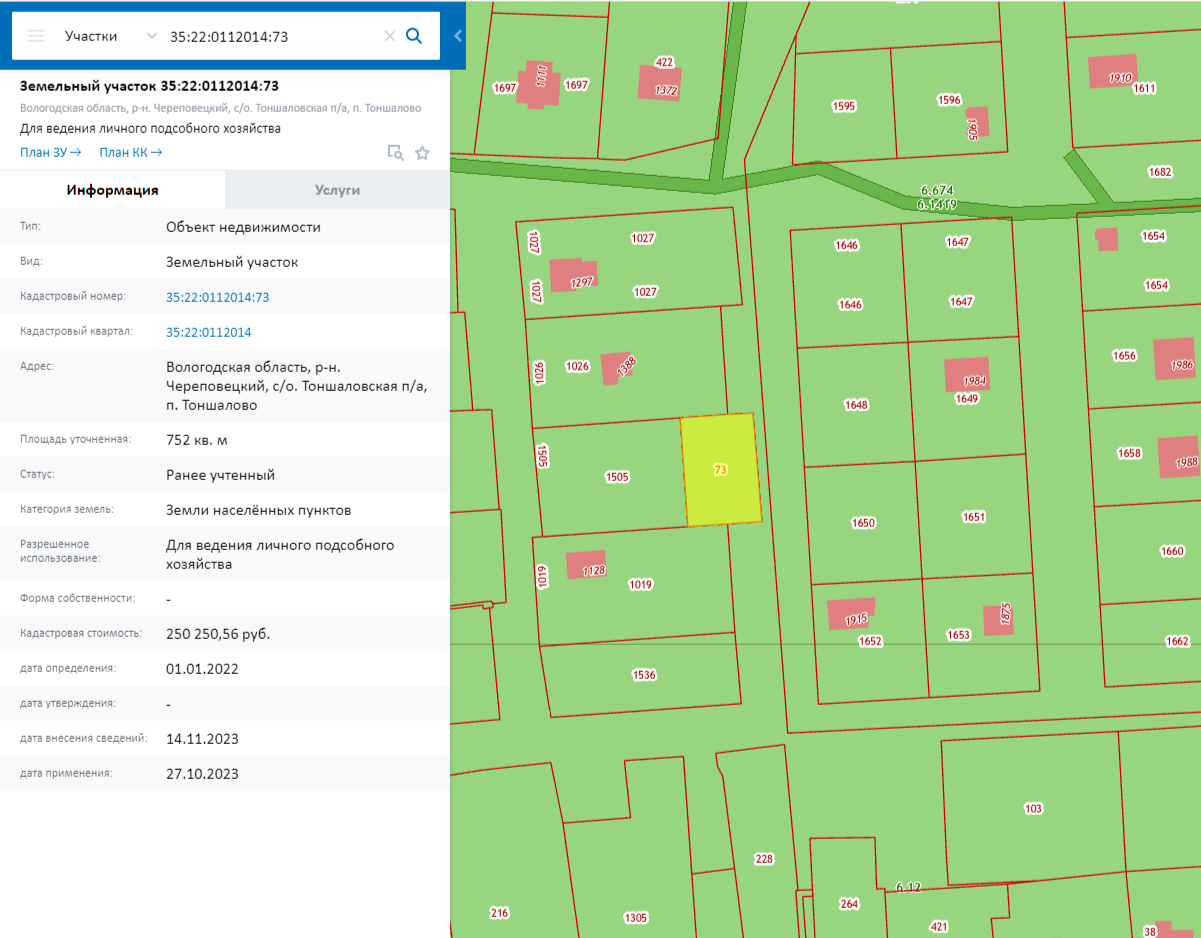 Участки
35:22:0112014:73
Земельный участок 35:22:0112014:73
Вологодская область, р-н. Череповецкий, с/о. Тоншаловская п/а, п. Тоншалово
Для ведения личного подсобного хозяйства
План ЗУ →
План КК →
Информация
Услуги
Тип:
Объект недвижимости
Вид:
Земельный участок
Кадастровый номер:
35:22:0112014:73
Кадастровый квартал:
35:22:0112014
Адрес:
Вологодская область, р-н.
Череповецкий, с/о. Тоншаловская п/а,
п. Тоншалово
Площадь уточненная:
752 кв. м
Статус:
Ранее учтенный
Категория земель:
Земли населённых пунктов
Разрешенное
использование:
Для ведения личного подсобного
хозяйства
Форма собственности:
-
Кадастровая стоимость:
250 250,56 руб.
дата определения:
01.01.2022
дата утверждения:
-
дата внесения сведений:
14.11.2023
дата применения:
27.10.2023
1697
1111
1697
422
1372
1595
1596
1905
1910
1611
1682
6.674
6.1419
1027
1027
1297
1027
1027
1646
1647
1646
1647
1654
1654
1026
1026
1388
1984
1649
1648
1656
1986
1505
1505
73
1650
1651
1658
1988
1660
1019
1128
1019
1915
1652
1653
1875
1662
1536
103
228
6.12
216
1305
264
421
38